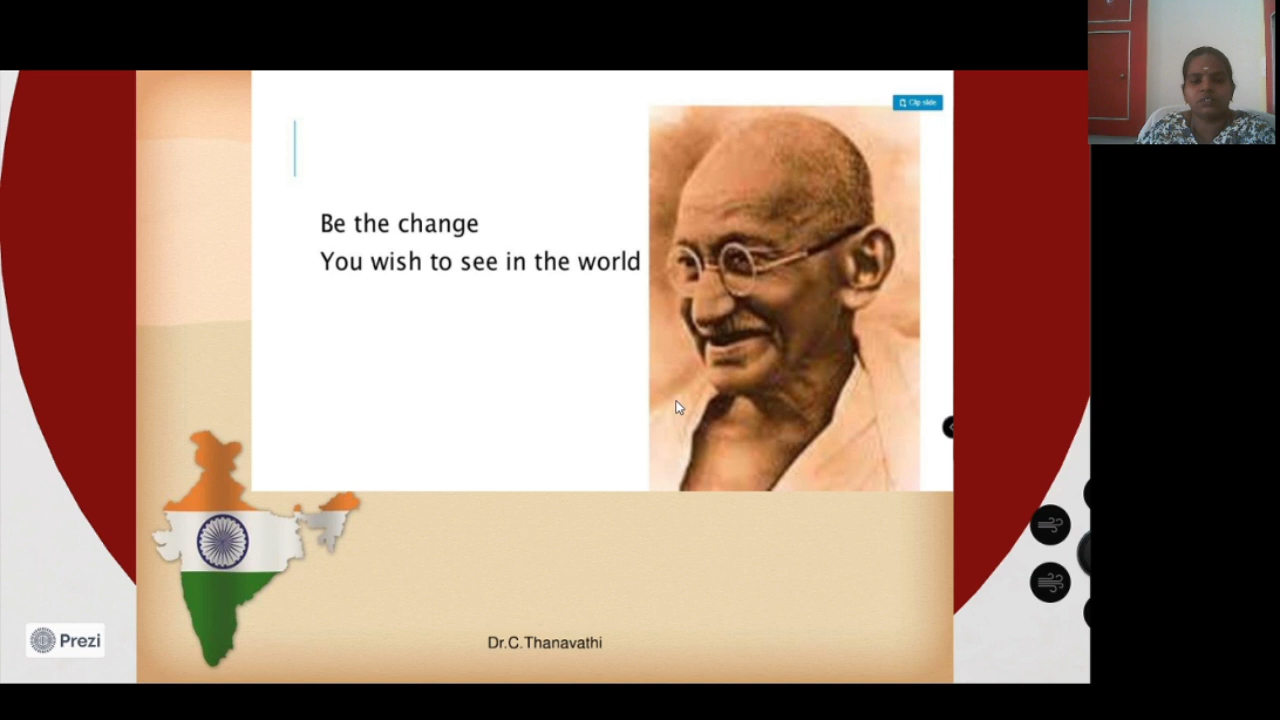 Clip slide
Be the change
You wish to see in the world
Prezi
Dr.C.Thanavathi